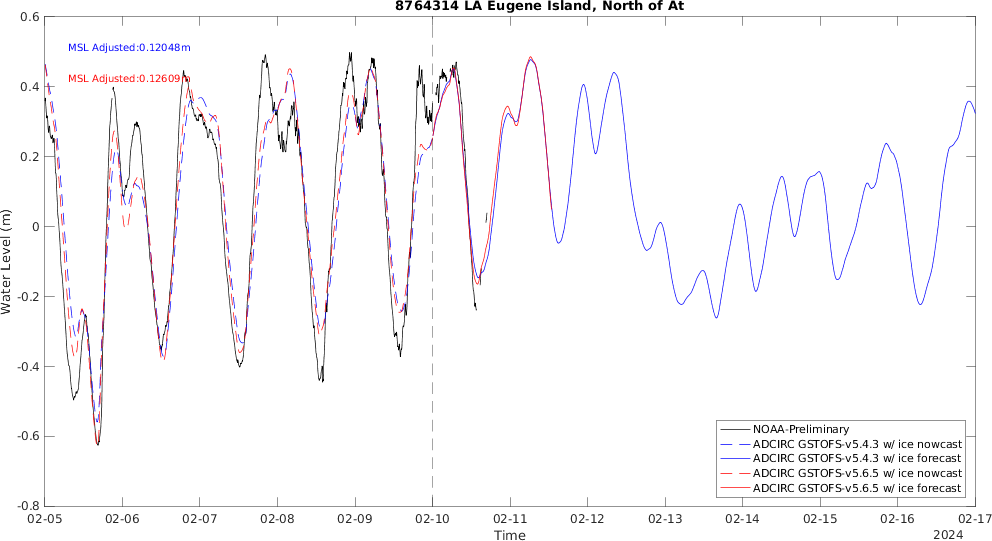 8764314 LA Eugene Island, North of At
MSL Adjusted:0.12048m
MSL Adjusted:0.12609
Water Level (m)
0.6
0.4
0.2
0
-0.2
-0.4
-0.6
-0.8
NOAA-Preliminary
ADCIRC GSTOFS-v5.4.3 w/ ice nowcast
ADCIRC GSTOFS-v5.4.3 w/ ice forecast
ADCIRC GSTOFS-v5.6.5 w/ ice nowcast
ADCIRC GSTOFS-v5.6.5 w/ ice forecast
02-05 02-06 02-07 02-08 02-09 02-10 02-11 02-12 02-13 02-14 02-15 02-16 02-17
Time
2024